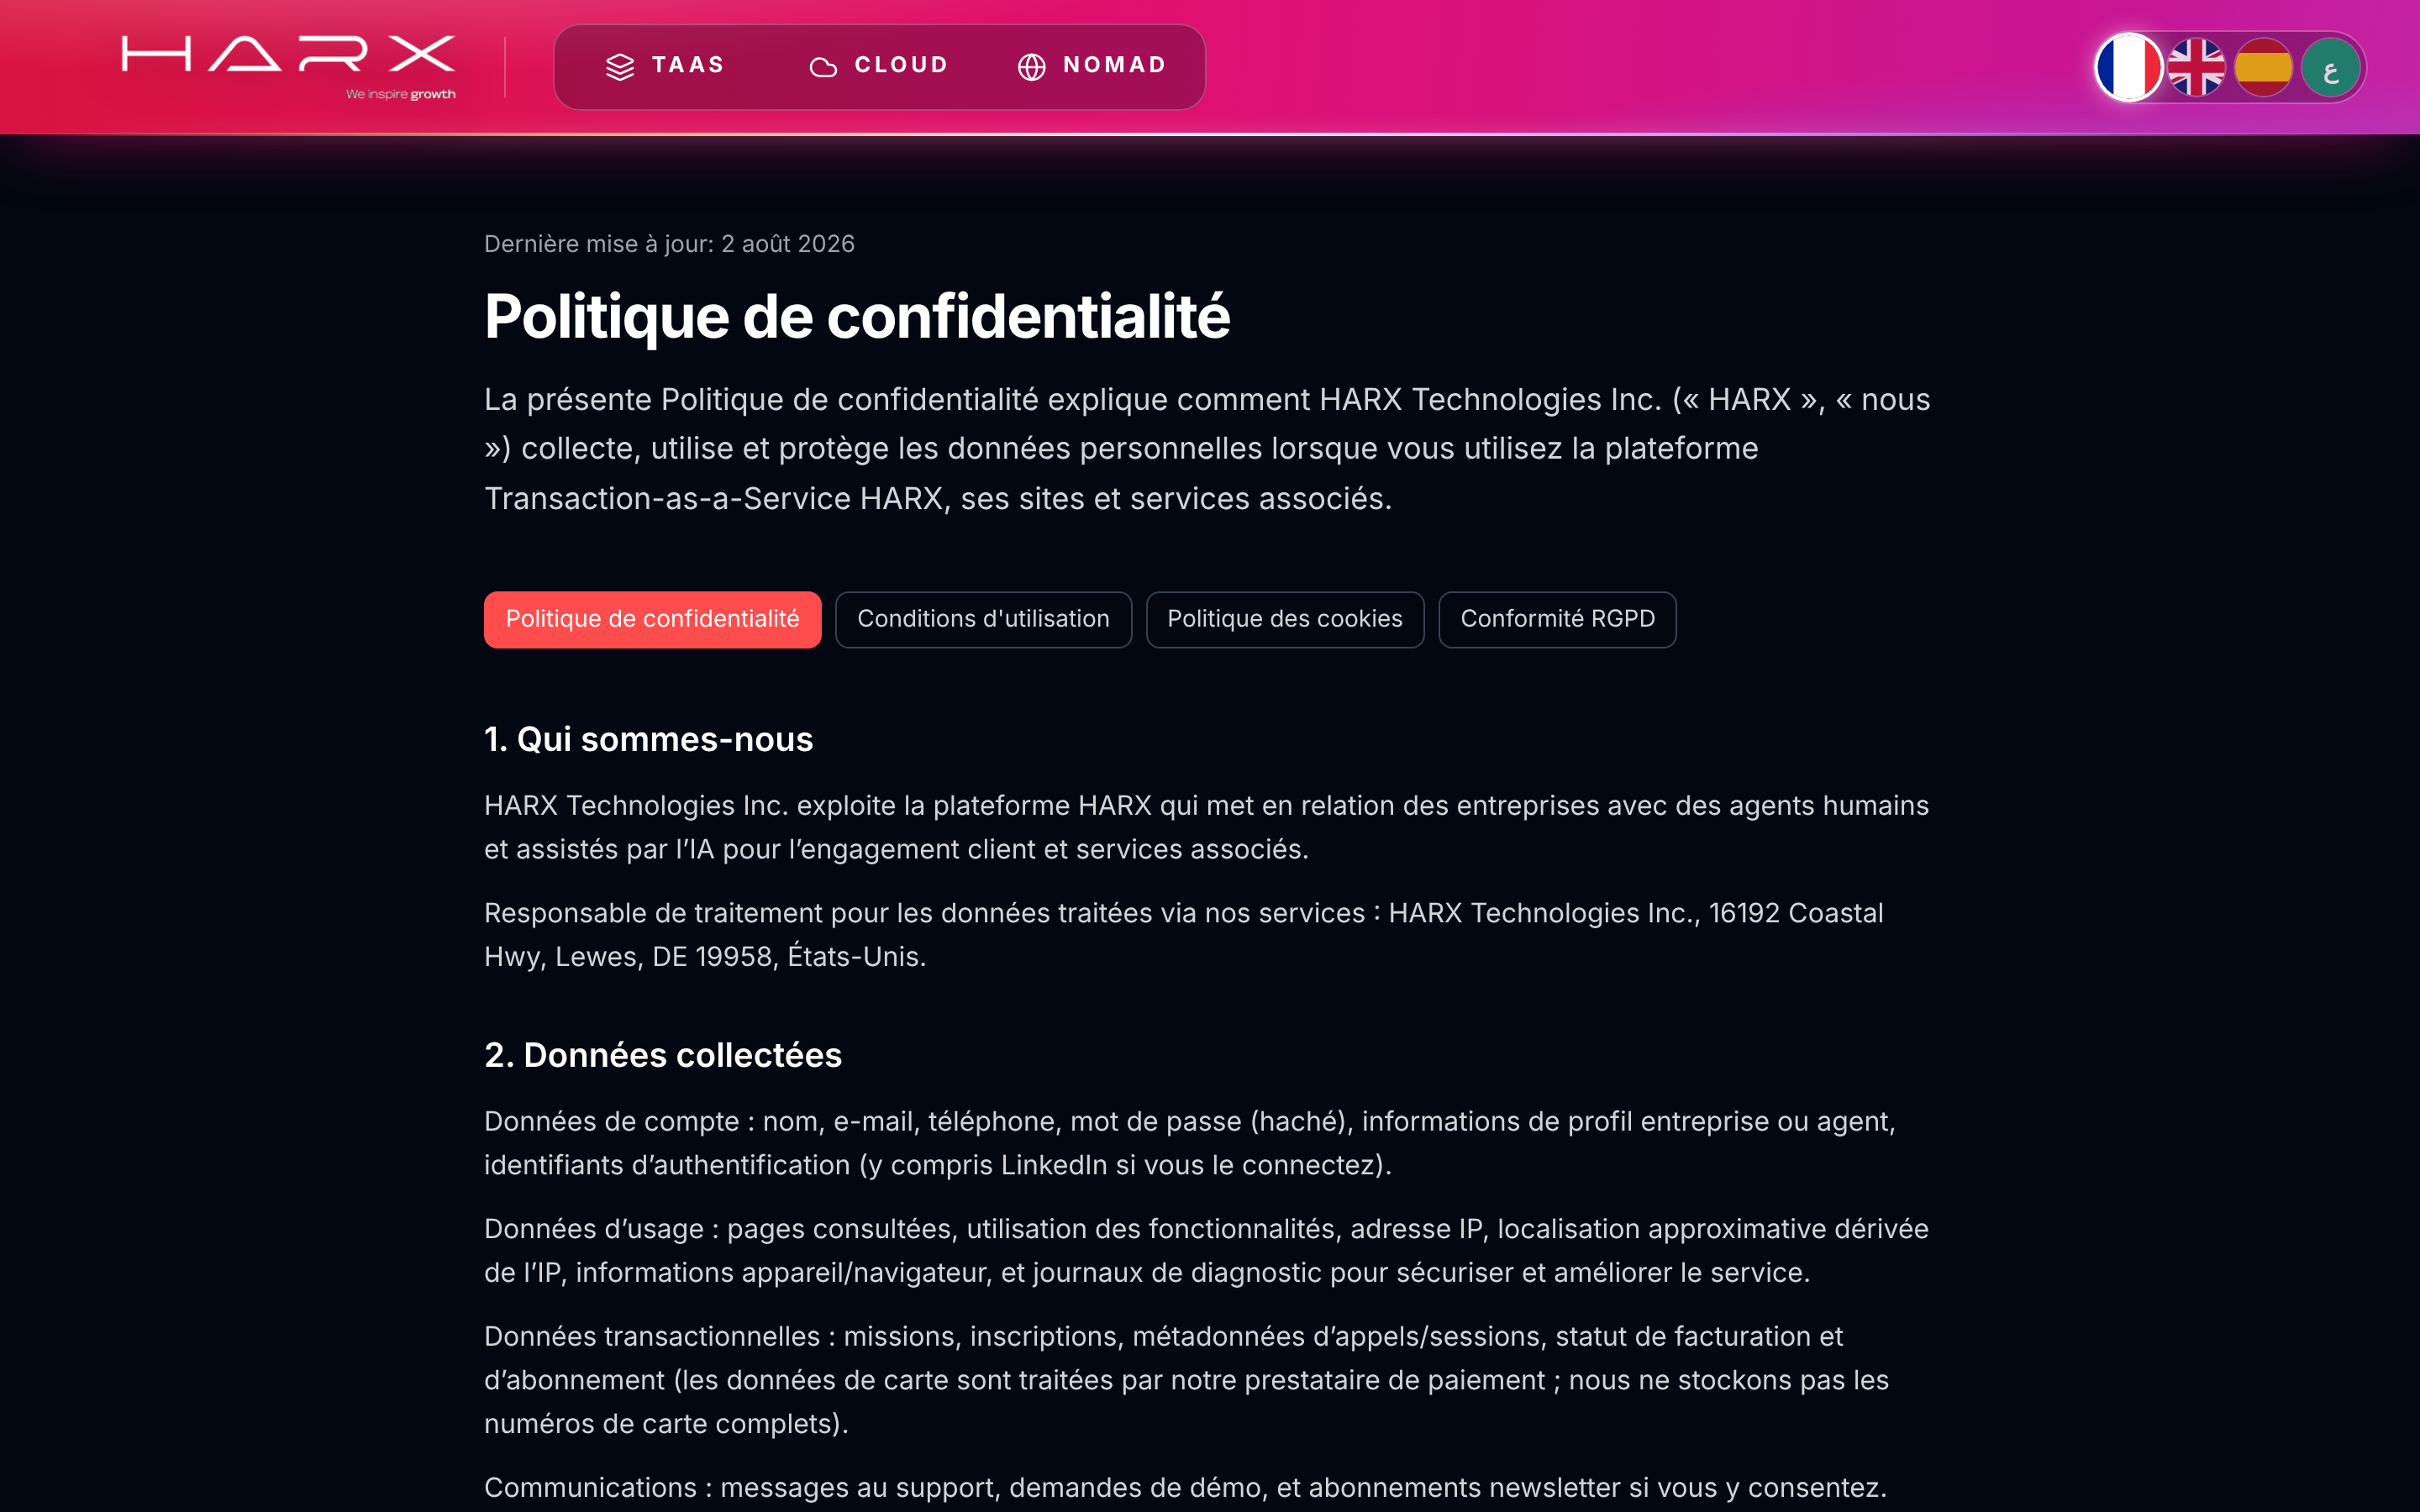 HARX
We inspire growth
TAAS
CLOUD
NOMAD
ع
Dernière mise à jour: 2 août 2026
Politique de confidentialité
La présente Politique de confidentialité explique comment HARX Technologies Inc. (« HARX », « nous
») collecte, utilise et protège les données personnelles lorsque vous utilisez la plateforme
Transaction-as-a-Service HARX, ses sites et services associés.
Politique de confidentialité
Conditions d'utilisation
Politique des cookies
Conformité RGPD
1. Qui sommes-nous
HARX Technologies Inc. exploite la plateforme HARX qui met en relation des entreprises avec des agents humains
et assistés par l’IA pour l’engagement client et services associés.
Responsable de traitement pour les données traitées via nos services : HARX Technologies Inc., 16192 Coastal
Hwy, Lewes, DE 19958, États-Unis.
2. Données collectées
Données de compte : nom, e-mail, téléphone, mot de passe (haché), informations de profil entreprise ou agent,
identifiants d’authentification (y compris LinkedIn si vous le connectez).
Données d’usage : pages consultées, utilisation des fonctionnalités, adresse IP, localisation approximative dérivée
de l’IP, informations appareil/navigateur, et journaux de diagnostic pour sécuriser et améliorer le service.
Données transactionnelles : missions, inscriptions, métadonnées d’appels/sessions, statut de facturation et
d’abonnement (les données de carte sont traitées par notre prestataire de paiement ; nous ne stockons pas les
numéros de carte complets).
Communications : messages au support, demandes de démo, et abonnements newsletter si vous y consentez.